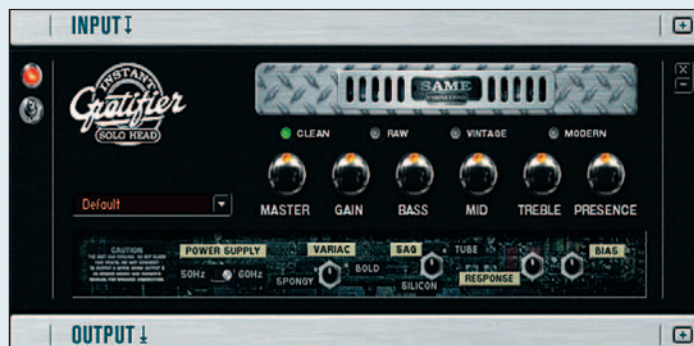 INPUT
INSTANT
Gratifier
SOLO HEAD
SAME
CLEAN RAW VINTAGE MODERN
Default
MASTER GAIN BASS MID TREBLE PRESENCE
CAUTION
POWER SUPPLY VARIAC SAG TUBE BIAS
50Hz 60Hz BOLD
SPONGY SILICON RESPONSE
OUTPUT